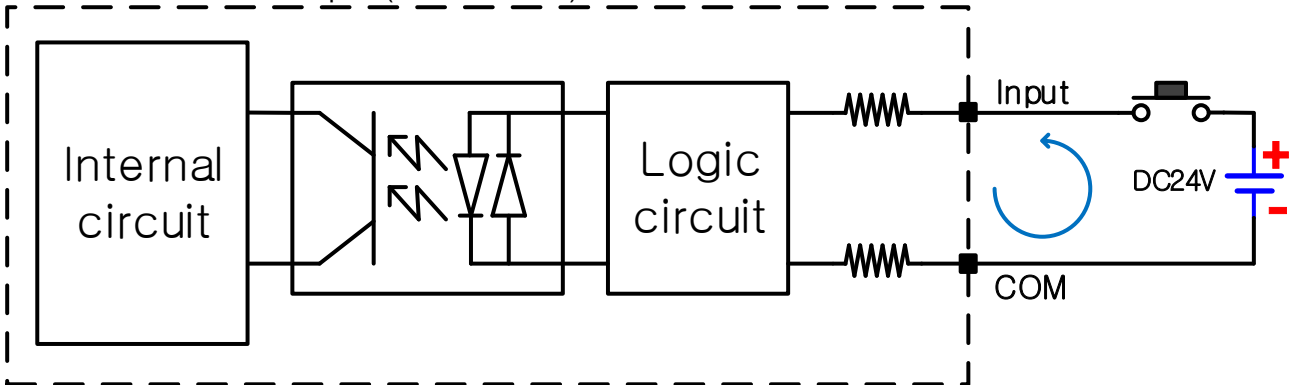 Internal
circuit
Logic
circuit
Input
DC24V
+
-
COM